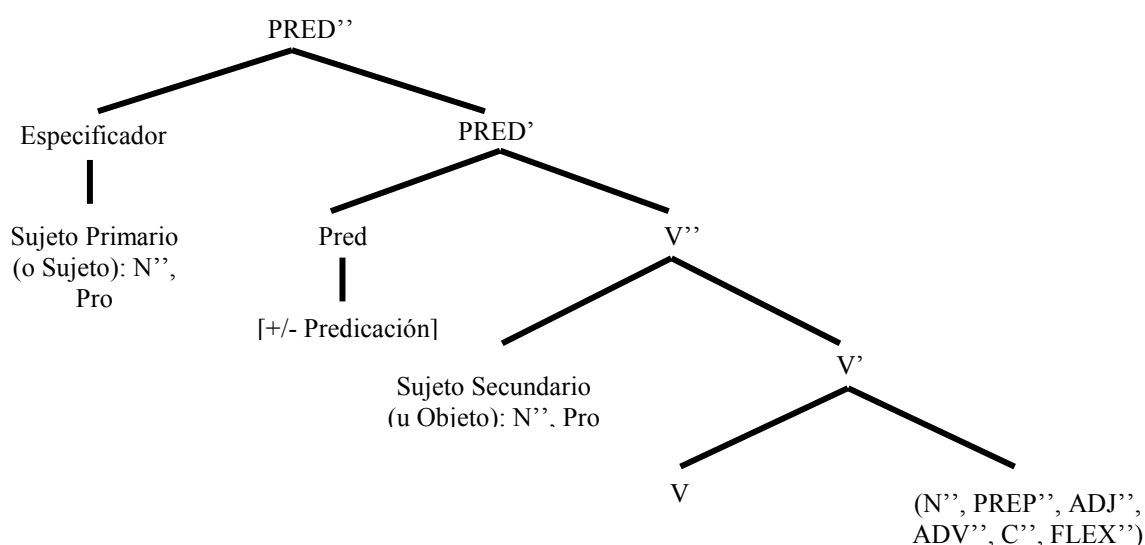 PRED’’
Especificador
PRED’
Sujeto Primario
(o Sujeto): N’’,
Pro
Pred
V’’
[+/- Predicación]
Sujeto Secundario
(u Objeto): N’’, Pro
V’
V
(N’’, PREP’’, ADJ’’,
ADV’’, C’’, FLEX’’)